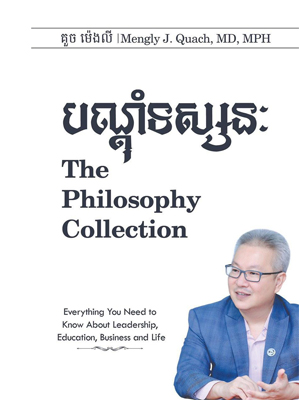 គួច ម៉េងលី | Mengly J. Quach, MD, MPH
បណ្តុំទស្សនៈ
The
Philosophy
Collection
Everything You Need to
Know About Leadership,
Education, Business and Life